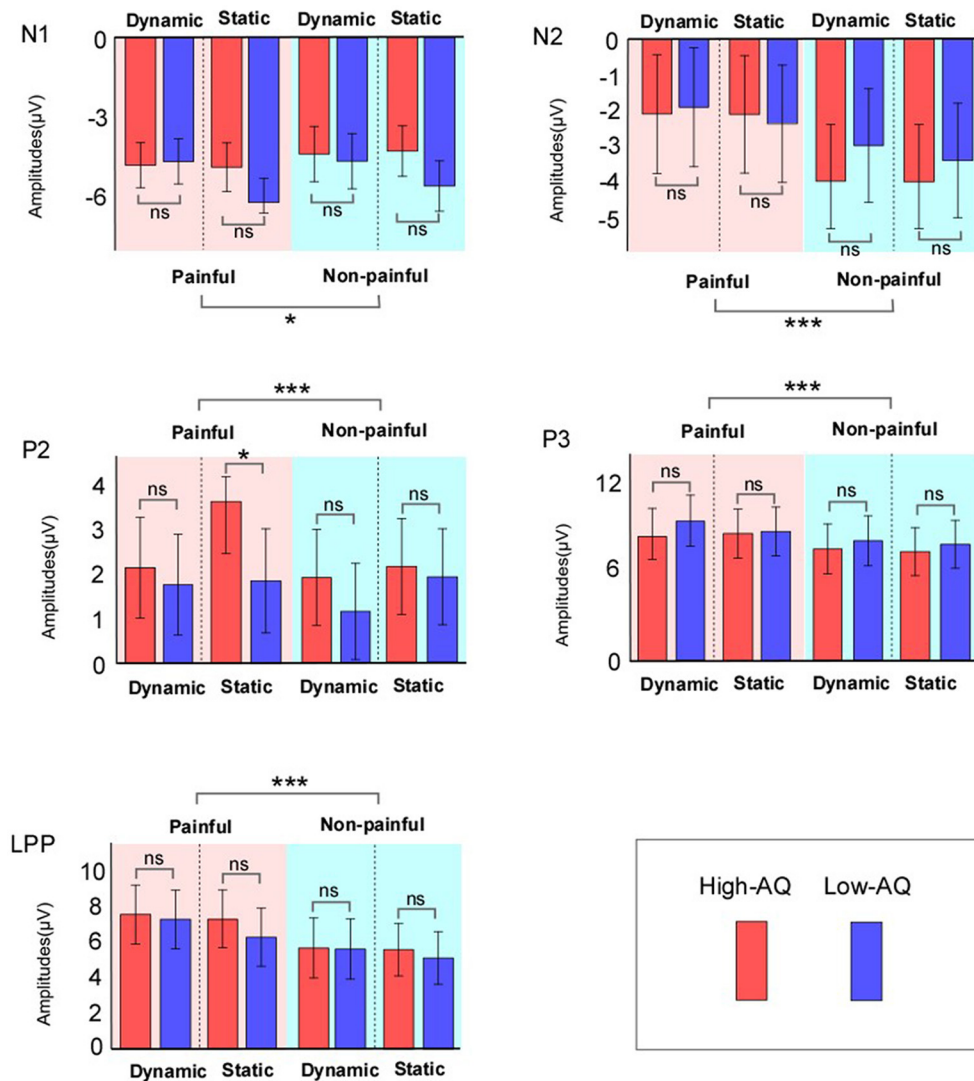 N1
Dynamic Static Dynamic Static
Amplitudes(μV)
0
-3
-6
ns
ns
ns
ns
Painful Non-painful
*
N2
Dynamic Static Dynamic Static
Amplitudes(μV)
0
-1
-2
-3
-4
-5
ns
ns
ns
ns
Painful Non-painful
***
P2
***
Painful Non-painful
Amplitudes(μV)
4
3
2
1
0
ns
*
ns
ns
Dynamic Static Dynamic Static
P3
***
Painful Non-painful
Amplitudes(μV)
12
6
0
ns
ns
ns
ns
Dynamic Static Dynamic Static
LPP
***
Painful Non-painful
Amplitudes(μV)
10
8
6
4
2
0
ns
ns
ns
ns
Dynamic Static Dynamic Static
High-AQ Low-AQ